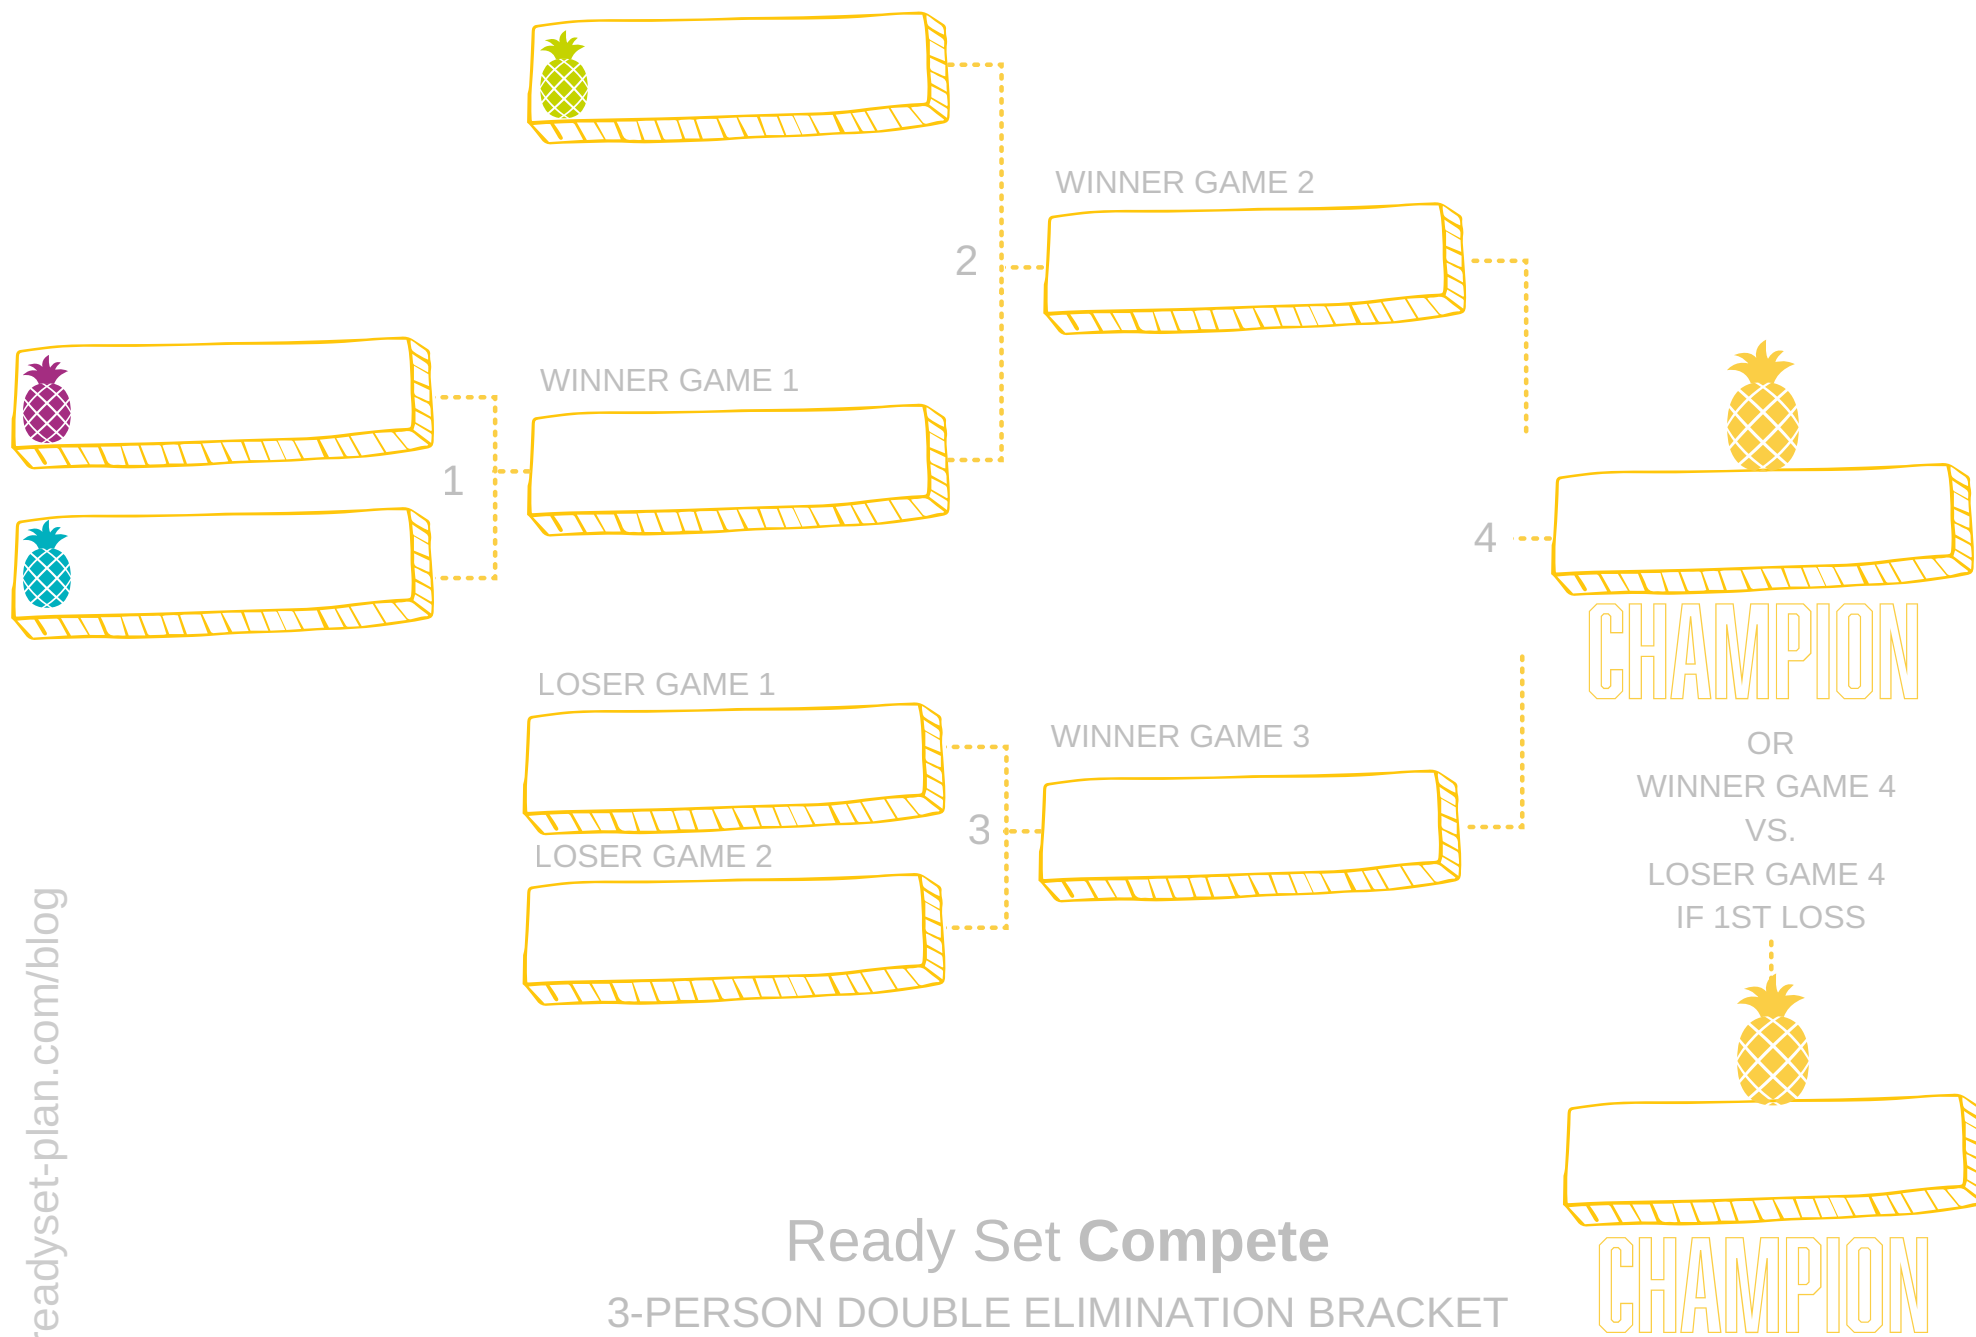 WINNER GAME 2
2
WINNER GAME 1
1
4
CHAMPION
LOSER GAME 1
WINNER GAME 3
OR
WINNER GAME 4
VS.
LOSER GAME 4
IF 1ST LOSS
3
LOSER GAME 2
readyset-plan.com/blog
CHAMPION
Ready Set Compete
3-PERSON DOUBLE ELIMINATION BRACKET